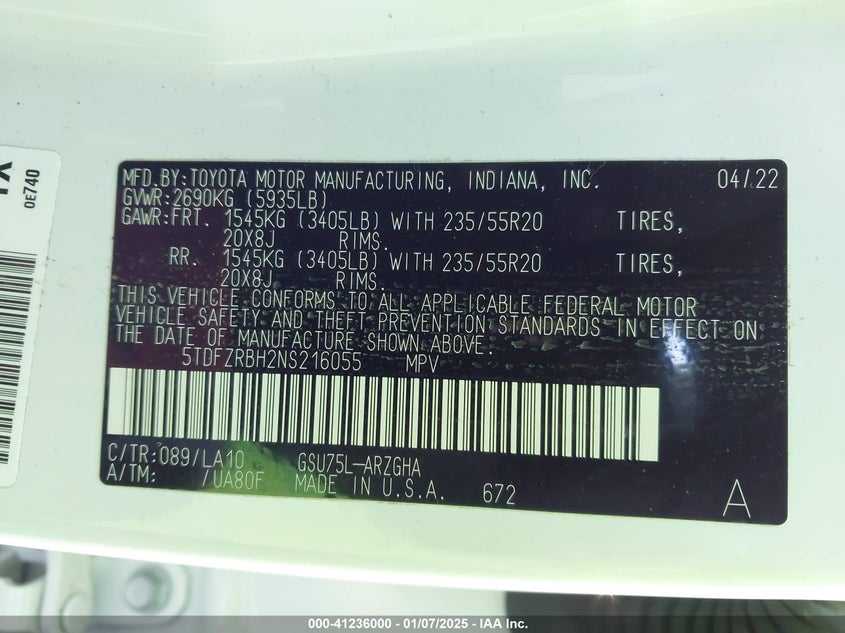 MFD.BY:TOYOTA MOTOR MANUFACTURING, INDIANA, INC. 04/22
GVWR:2690KG (5935LB)
GAWR:FRT. 1545KG (3405LB) WITH 235/55R20 TIRES,
20X8J RIMS.
RR. 1545KG (3405LB) WITH 235/55R20 TIRES,
20X8J RIMS.
THIS VEHICLE CONFORMS TO ALL APPLICABLE FEDERAL MOTOR
VEHICLE SAFETY AND THEFT PREVENTION STANDARDS IN EFFECT ON
THE DATE OF MANUFACTURE SHOWN ABOVE.
5TDFZRBH2NS216055 MPV
C/TR:089/LA10 GSU75L-ARZGHA
A/TM: /UA80F MADE IN U.S.A. 672 A
0E740
000-41236000 - 01/07/2025 - IAA Inc.